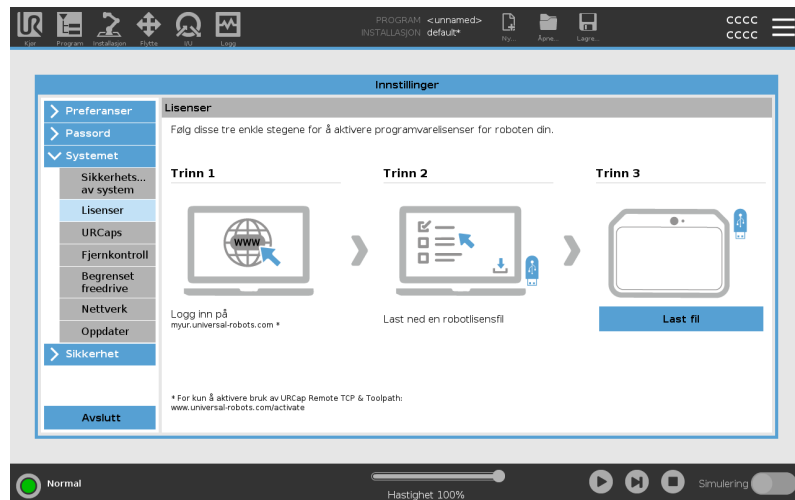 UR
PROGRAM <unnamed>
INSTALLASJON default*
Kjør
Program
Installasjon
Flytte
I/U
Logg
Ny...
Åpne...
Lagre...
cccc
cccc
Innstillinger
Preferanser
Passord
Systemet
Sikkerhets...
av system
Lisenser
URCaps
Fjernkontroll
Begrenset
freedrive
Nettverk
Oppdater
Sikkerhet
Avslutt
Lisenser
Følg disse tre enkle stegene for å aktivere programvarelisenser for roboten din.
Trinn 1
www
Logg inn på
myur.universal-robots.com *
Trinn 2
Last ned en robotlisensfil
Trinn 3
Last fil
* For kun å aktivere bruk av URCap Remote TCP & Toolpath:
www.universal-robots.com/activate
Normal
Hastighet 100%
Simulering